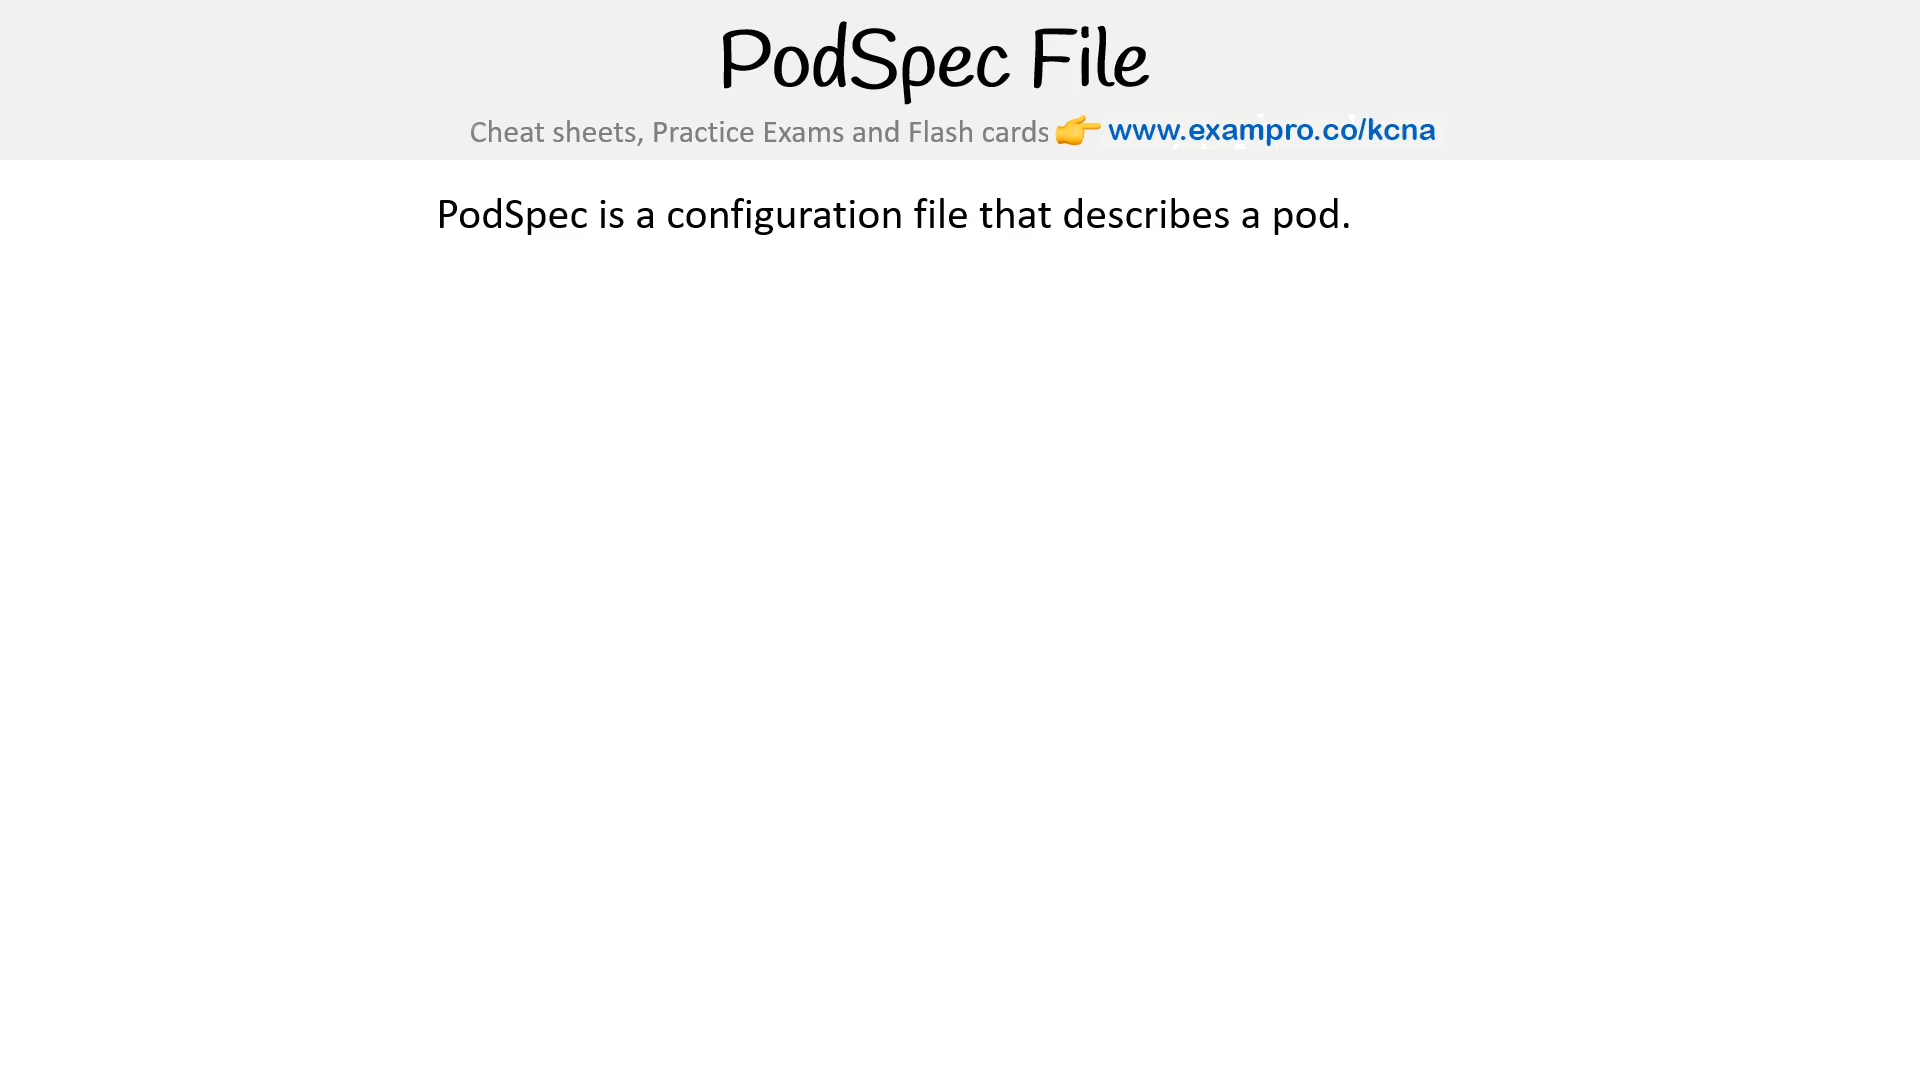 PodSpec File
Cheat sheets, Practice Exams and Flash cards 👉 www.exampro.co/kcna
PodSpec is a configuration file that describes a pod.